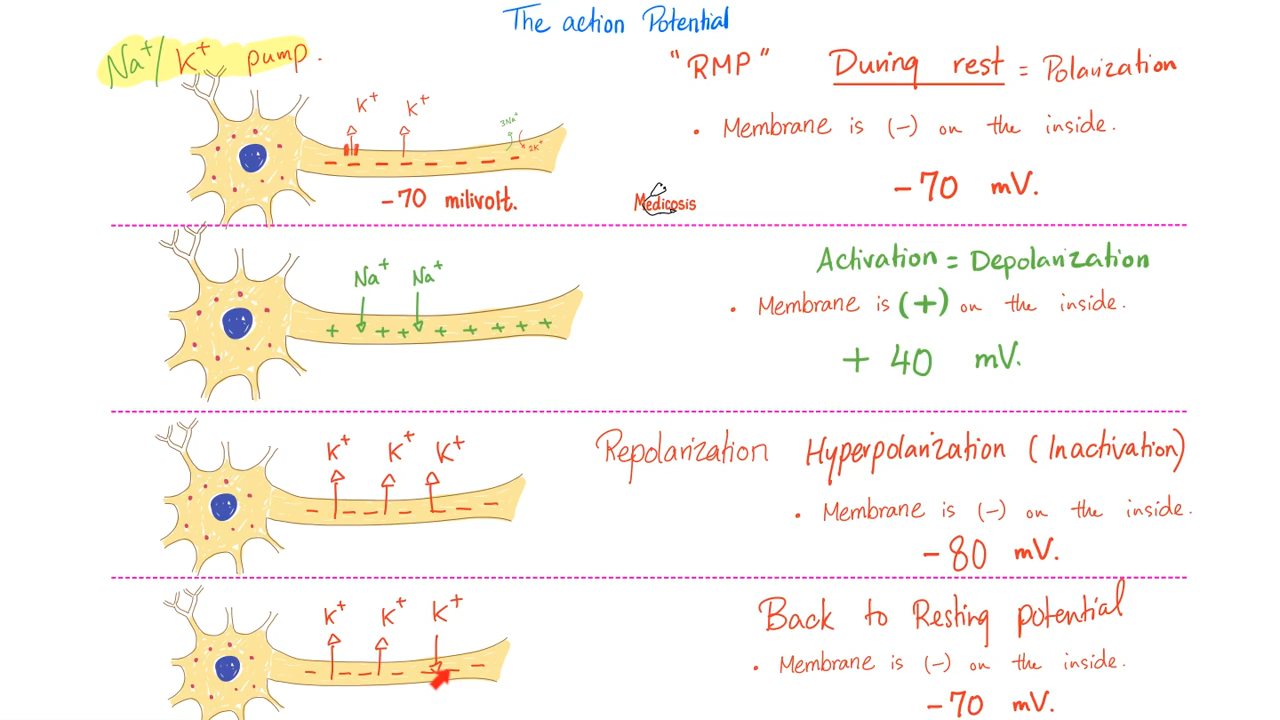 The action Potential
Na+/K+ pump.
"RMP" During rest = Polarization
K+ K+
3Na+
2K+
• Membrane is (-) on the inside.
-70 milivolt.
-70 mV.
Medicosis
Activation = Depolarization
Na+ Na+
• Membrane is (+) on the inside.
+ + + + + + + + +
+ 40 mV.
Repolarization Hyperpolarization (Inactivation)
K+ K+ K+
• Membrane is (-) on the inside.
-80 mV.
Back to Resting potential
K+ K+ K+
• Membrane is (-) on the inside.
-70 mV.